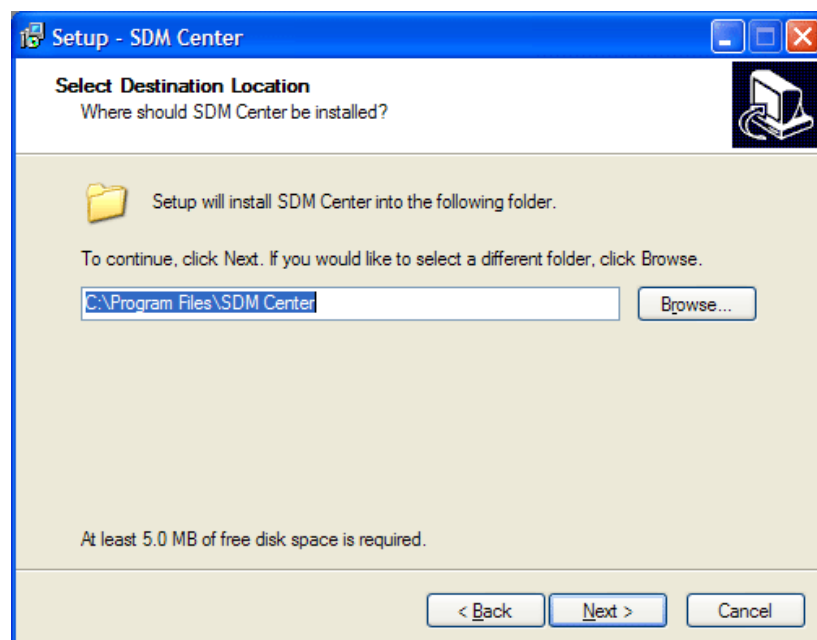 Setup - SDM Center
Select Destination Location
Where should SDM Center be installed?
Setup will install SDM Center into the following folder.
To continue, click Next. If you would like to select a different folder, click Browse.
C:\Program Files\SDM Center
Browse...
At least 5.0 MB of free disk space is required.
< Back
Next >
Cancel